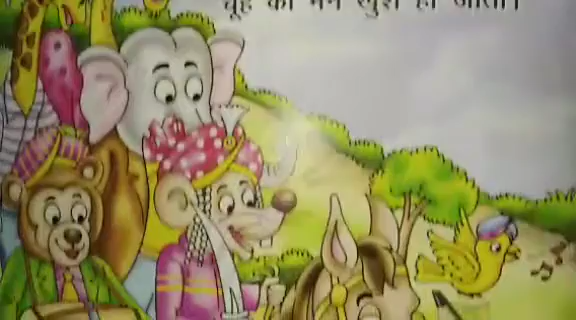 चूहे का मन खुश हो जाता।